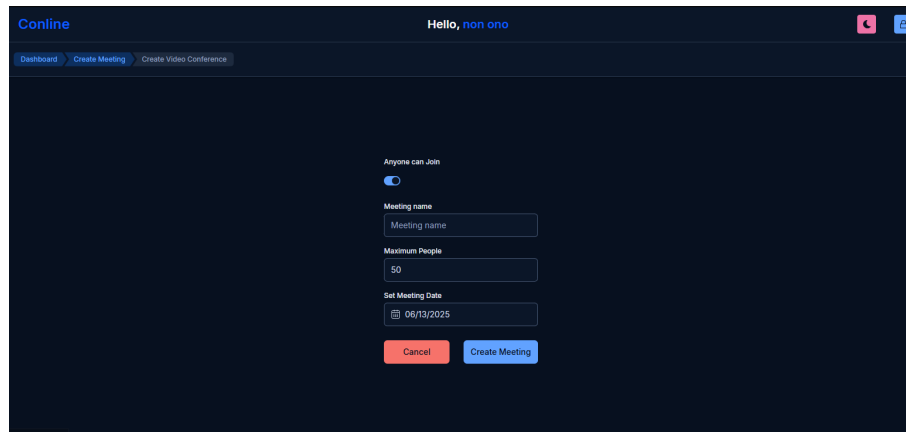 Conline
Hello, non ono
Dashboard Create Meeting Create Video Conference
Anyone can Join
Meeting name
Meeting name
Maximum People
50
Set Meeting Date
06/13/2025
Cancel Create Meeting